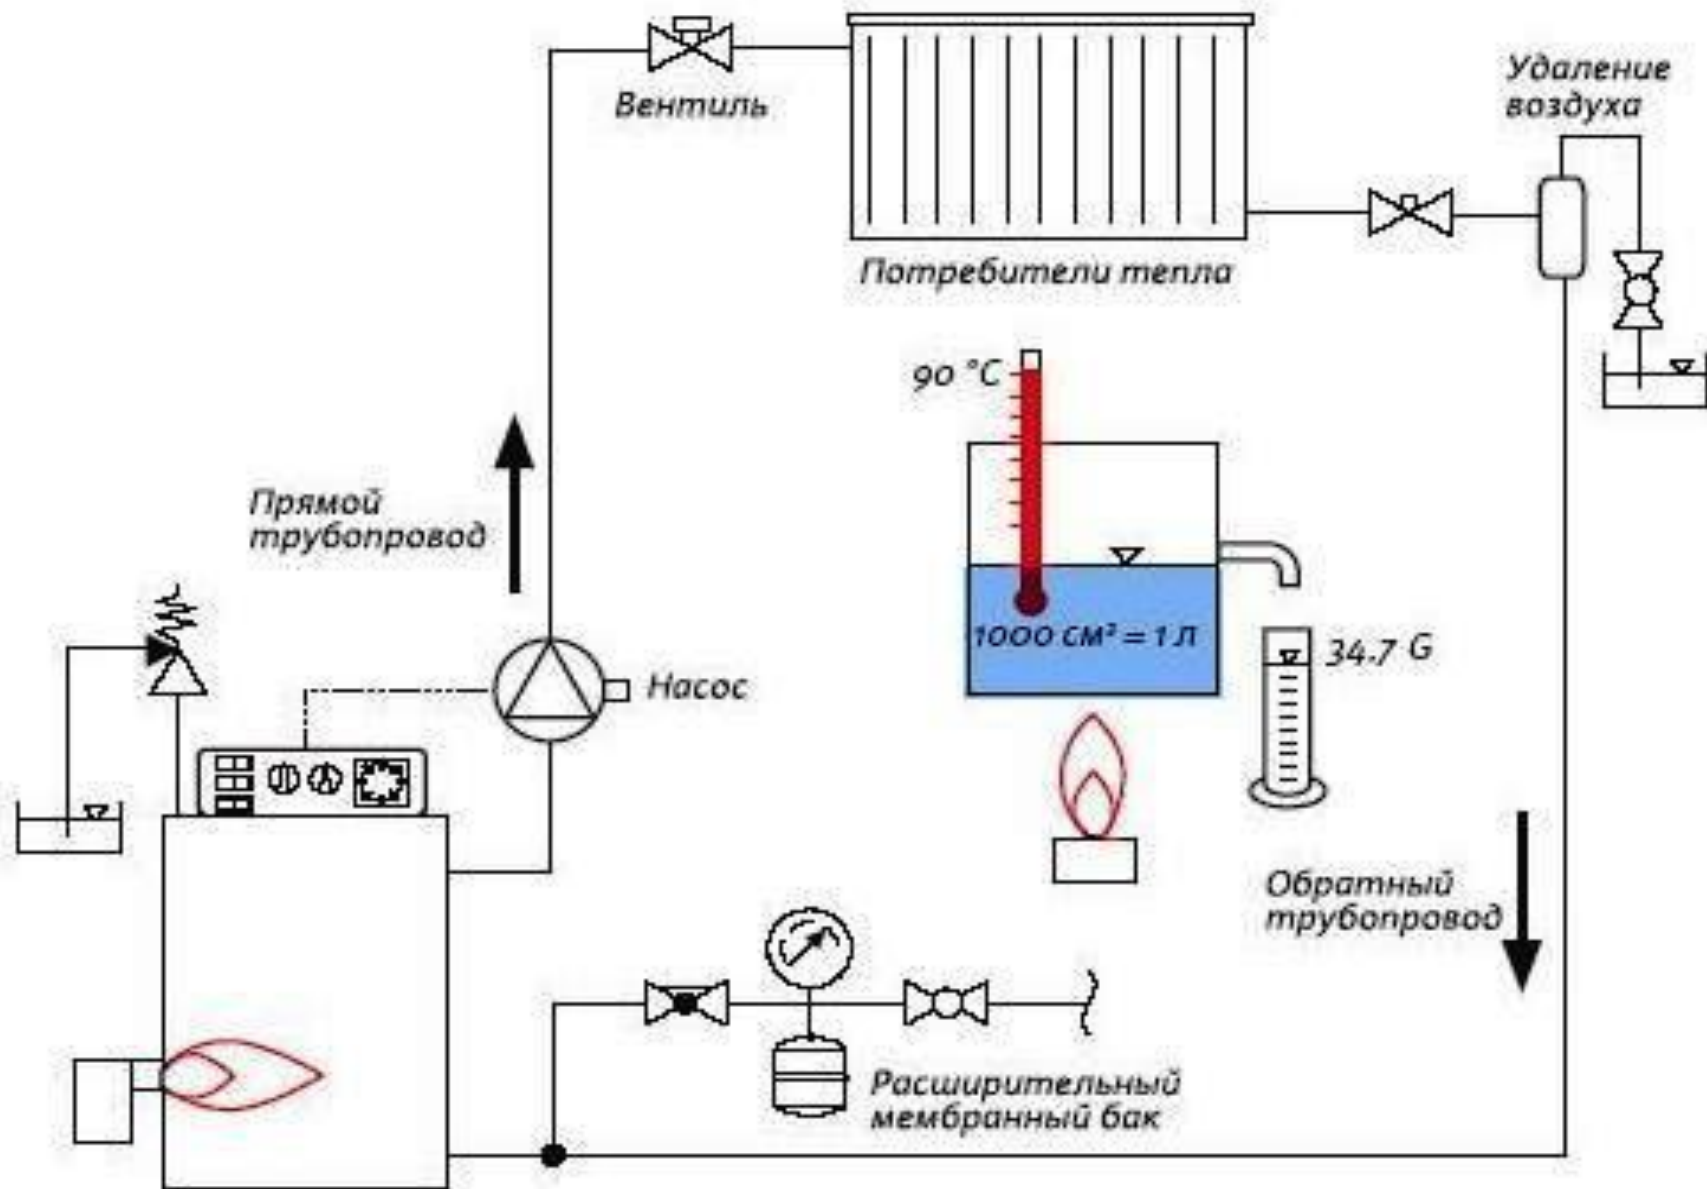 Вентиль
Удаление
воздуха
Потребители тепла
90 °C
Прямой
трубопровод
1000 см³ = 1 л
34.7 G
Насос
Обратный
трубопровод
Расширительный
мембранный бак